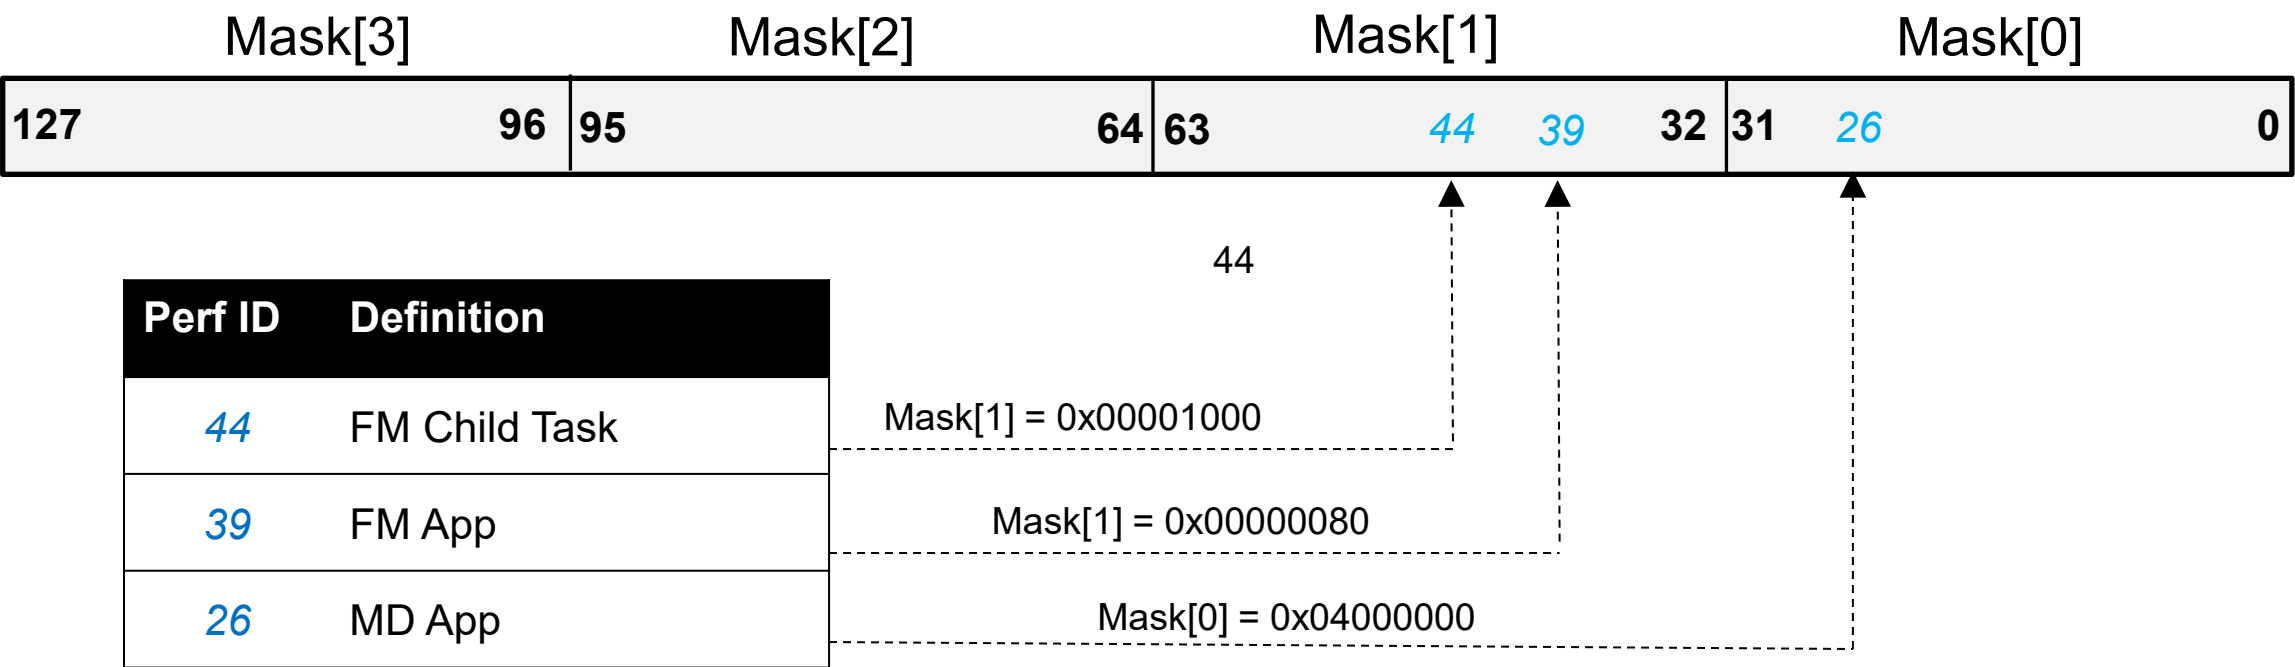 Mask[3] Mask[2] Mask[1] Mask[0]
127 96 95 64 63 44 39 32 31 26 0
44
Perf ID Definition
44 FM Child Task
Mask[1] = 0x00001000
39 FM App
Mask[1] = 0x00000080
26 MD App
Mask[0] = 0x04000000